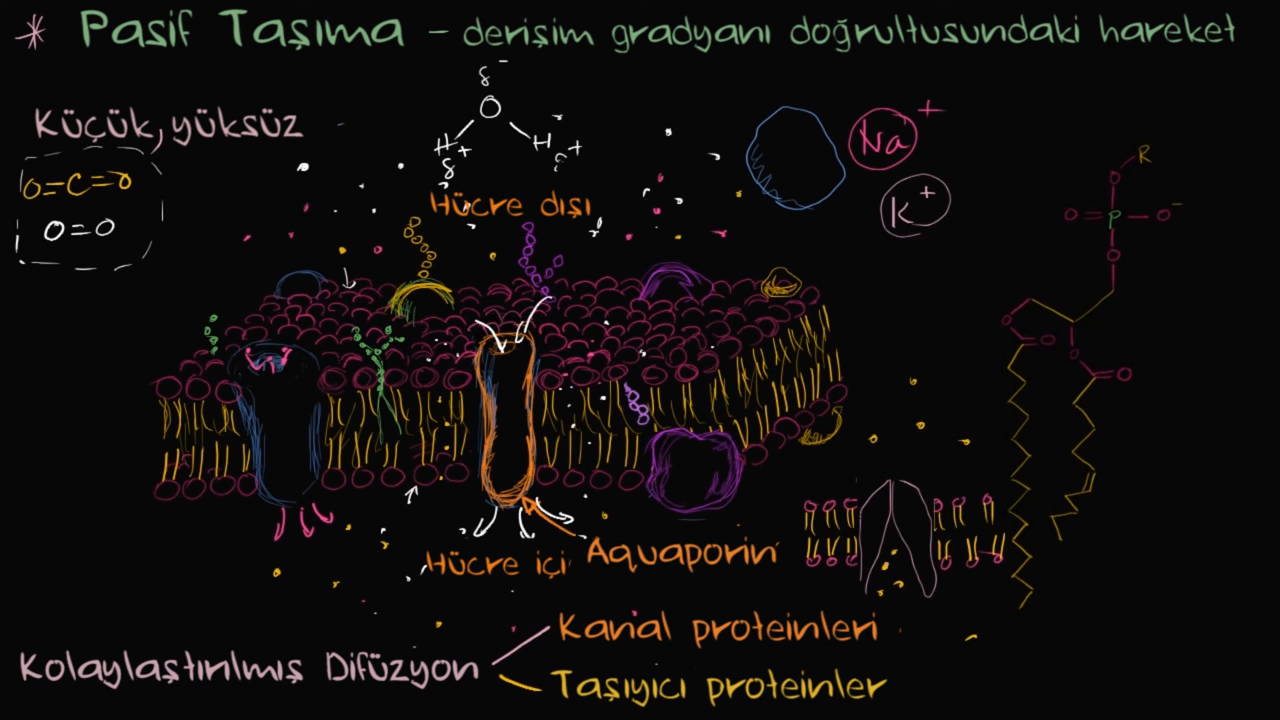 * Pasif Taşıma - derişim gradyanı doğrultusundaki hareket
Küçük, yüksüz
O=C=O
O=O
δ-
O
H+ H+
δ
Hücre dışı
Na+
K+
R
O
O=P-O-
O
O O
O
O
Hücre içi
Aquaporin
Kolaylaştırılmış Difüzyon
Kanal proteinleri
Taşıyıcı proteinler